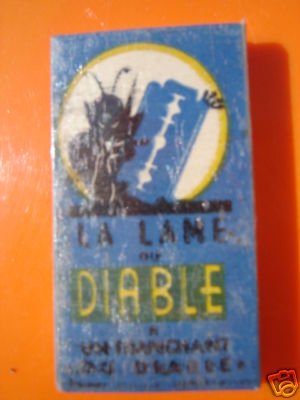 LA LAME
DU
DIABLE
A
UN TRANCHANT
DU DIABLE